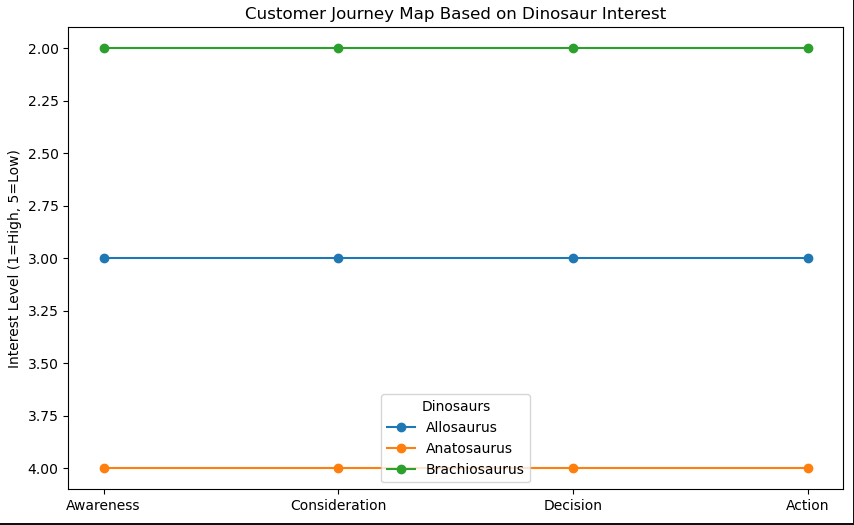 Customer Journey Map Based on Dinosaur Interest
Interest Level (1=High, 5=Low)
2.00
2.25
2.50
2.75
3.00
3.25
3.50
3.75
4.00
Dinosaurs
Allosaurus
Anatosaurus
Brachiosaurus
Awareness
Consideration
Decision
Action